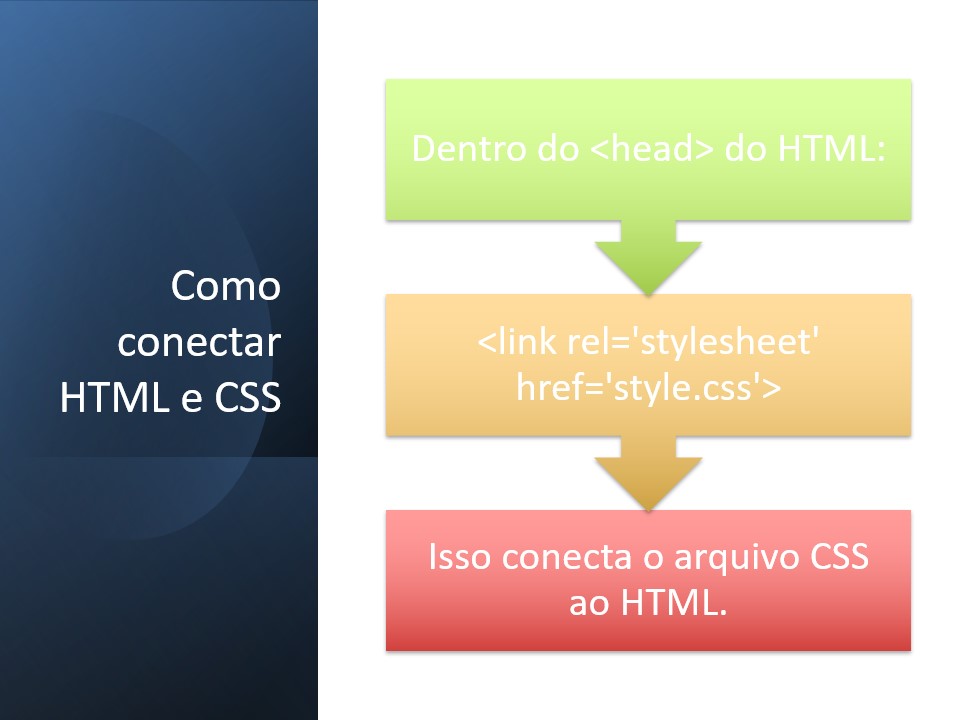 Como
conectar
HTML e CSS
Dentro do <head> do HTML:
<link rel='stylesheet'
href='style.css'>
Isso conecta o arquivo CSS
ao HTML.